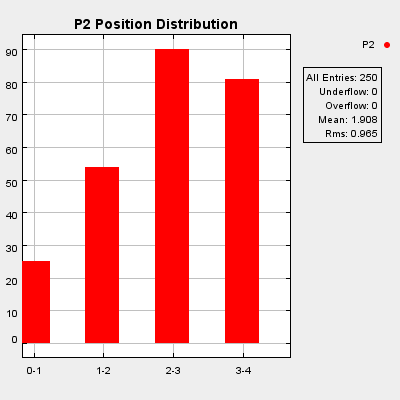 P2 Position Distribution
P2
All Entries: 250
Underflow: 0
Overflow: 0
Mean: 1.908
Rms: 0.965
90
80
70
60
50
40
30
20
10
0
0-1 1-2 2-3 3-4